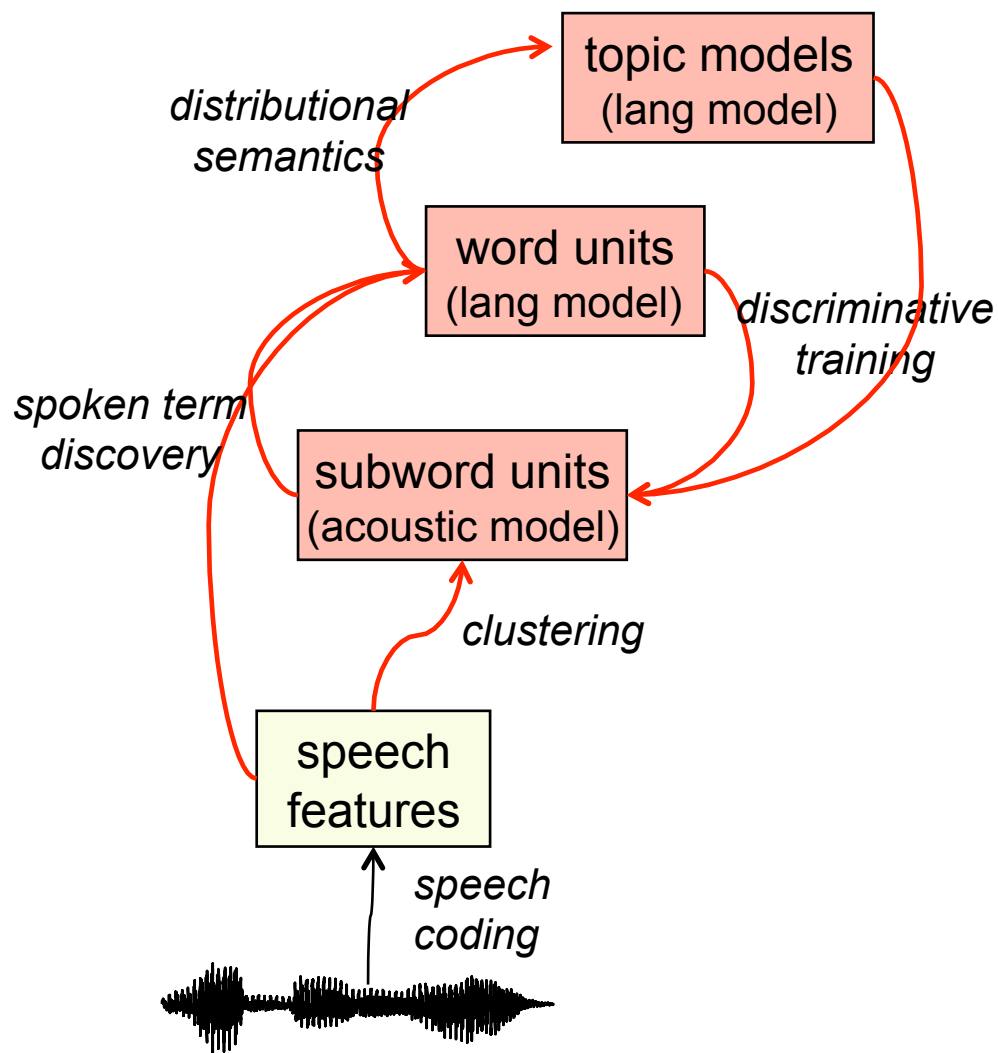 topic models
(lang model)
distributional
semantics
word units
(lang model)
discriminative
training
spoken term
discovery
subword units
(acoustic model)
clustering
speech
features
speech
coding